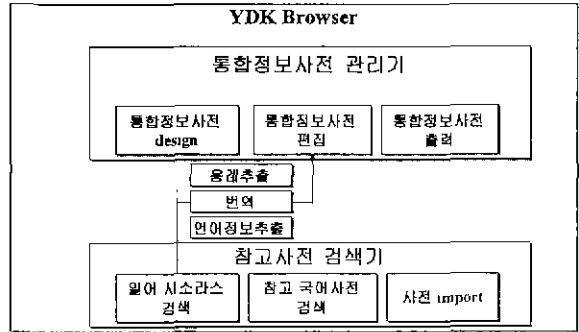 YDK Browser
통합정보사전 관리기
통합정보사전
design
통합정보사전
편집
통합정보사전
출력
용례추출
번역
언어정보추출
참고사전 검색기
일어 시소라스
검색
참고 국어사전
검색
사전 import